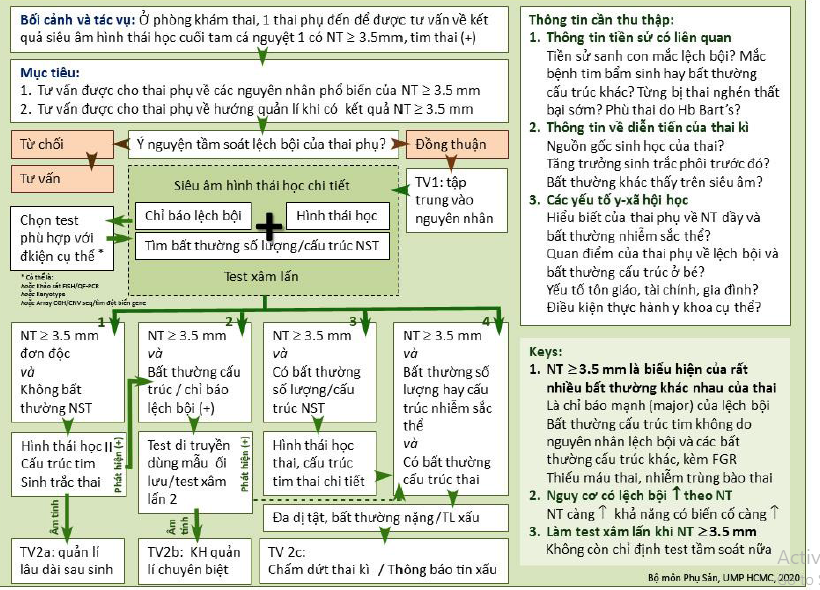 Bối cảnh và tác vụ: Ở phòng khám thai, 1 thai phụ đến để được tư vấn về kết
quả siêu âm hình thái học cuối tam cá nguyệt 1 có NT ≥ 3.5mm, tim thai (+)
Mục tiêu:
1. Tư vấn được cho thai phụ về các nguyên nhân phổ biến của NT ≥ 3.5 mm
2. Tư vấn được cho thai phụ về hướng quản lí khi có kết quả NT ≥ 3.5mm
Từ chối
Ý nguyện tầm soát lệch bội của thai phụ?
Đồng thuận
Tư vấn
Siêu âm hình thái học chi tiết
TV1: tập
trung vào
nguyên nhân
Chọn test
phù hợp với
đkiện cụ thể *
Chỉ báo lệch bội
+
Hình thái học
Tìm bất thường số lượng/cấu trúc NST
Test xâm lấn
* Có thể là:
hoặc Khảo sát FISH/QF-PCR
hoặc Karyotype
hoặc Array CGH/CNV seq/tìm đột biến gene
1
NT ≥ 3.5 mm
đơn độc
và
Không bất
thường NST
2
NT ≥ 3.5 mm
và
Bất thường cấu
trúc / chỉ báo
lệch bội (+)
3
NT ≥ 3.5 mm
và
Có bất thường
số lượng/cấu
trúc NST
4
NT ≥ 3.5 mm
và
Bất thường số
lượng hay cấu
trúc nhiễm sắc
thể
và
Có bất thường
cấu trúc thai
Hình thái học II
Cấu trúc tim
Sinh trắc thai
Phát hiện (+)
Test di truyền
dùng mẫu ối
lưu/test xâm
lấn 2
Phát hiện (+)
Hình thái học
thai, cấu trúc
tim thai chi tiết
Đa dị tật, bất thường nặng/TL xấu
Âm tính
Âm tính
TV2a: quản lí
lâu dài sau sinh
TV2b: KH quản
lí chuyên biệt
TV 2c:
Chấm dứt thai kì / Thông báo tin xấu
Thông tin cần thu thập:
1. Thông tin tiền sử có liên quan
Tiền sử sanh con mắc lệch bội? Mắc
bệnh tim bẩm sinh hay bất thường
cấu trúc khác? Từng bị thai nghén thất
bại sớm? Phù thai do Hb Bart’s?
2. Thông tin về diễn tiến của thai kì
Nguồn gốc sinh học của thai?
Tăng trưởng sinh trắc phôi trước đó?
Bất thường khác thấy trên siêu âm?
3. Các yếu tố y-xã hội học
Hiểu biết của thai phụ về NT dầy và
bất thường nhiễm sắc thể?
Quan điểm của thai phụ về lệch bội và
bất thường cấu trúc ở bé?
Yếu tố tôn giáo, tài chính, gia đình?
Điều kiện thực hành y khoa cụ thể?
Keys:
1. NT ≥3.5 mm là biểu hiện của rất
nhiều bất thường khác nhau của thai
Là chỉ báo mạnh (major) của lệch bội
Bất thường cấu trúc tim không do
nguyên nhân lệch bội và các bất
thường cấu trúc khác, kèm FGR
Thiếu máu thai, nhiễm trùng bào thai
2. Nguy cơ có lệch bội ↑ theo NT
NT càng ↑ khả năng có biến cố càng ↑
3. Làm test xâm lấn khi NT ≥3.5 mm
Không còn chỉ định test tầm soát nữa
Bộ môn Phụ Sản, UMP HCMC, 2020